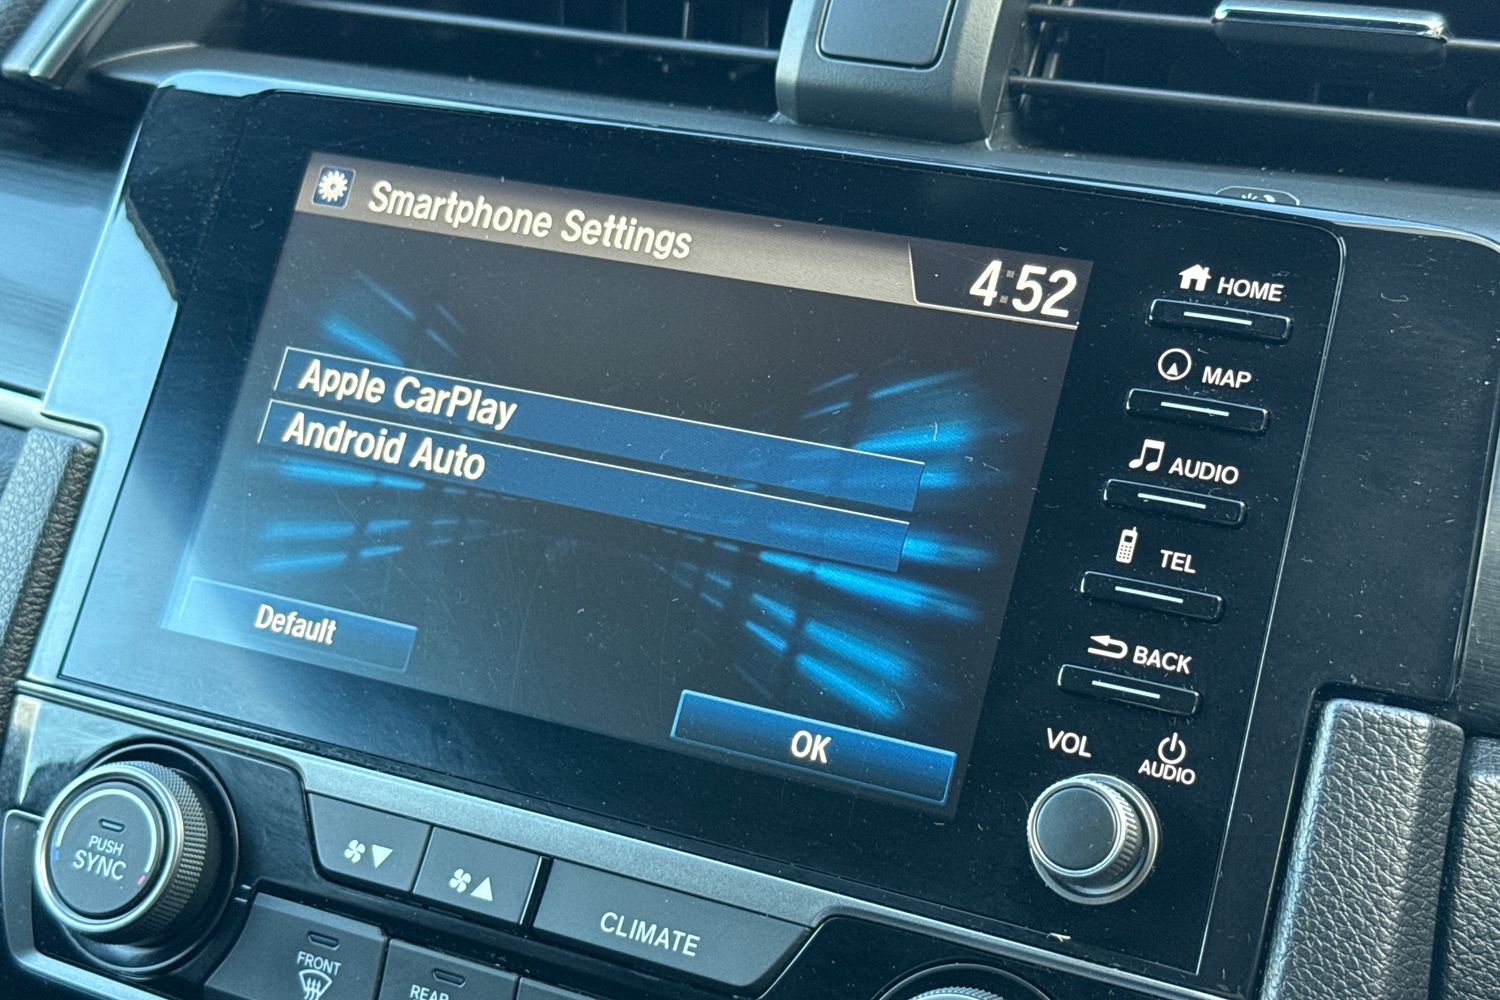 Smartphone Settings
4:52
Apple CarPlay
Android Auto
Default
OK
HOME
MAP
AUDIO
TEL
BACK
VOL
AUDIO
PUSH
SYNC
CLIMATE
FRONT
REAR